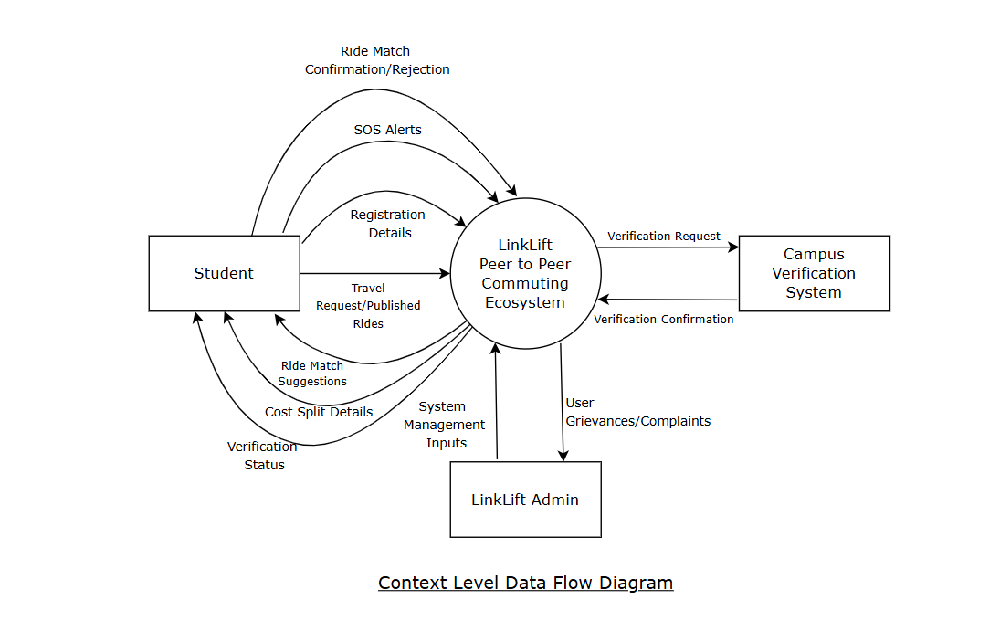 Ride Match
Confirmation/Rejection
SOS Alerts
Registration
Details
Student
Travel
Request/Published
Rides
LinkLift
Peer to Peer
Commuting
Ecosystem
Verification Request
Campus
Verification
System
Verification Confirmation
Ride Match
Suggestions
Cost Split Details
Verification
Status
System
Management
Inputs
User
Grievances/Complaints
LinkLift Admin
Context Level Data Flow Diagram